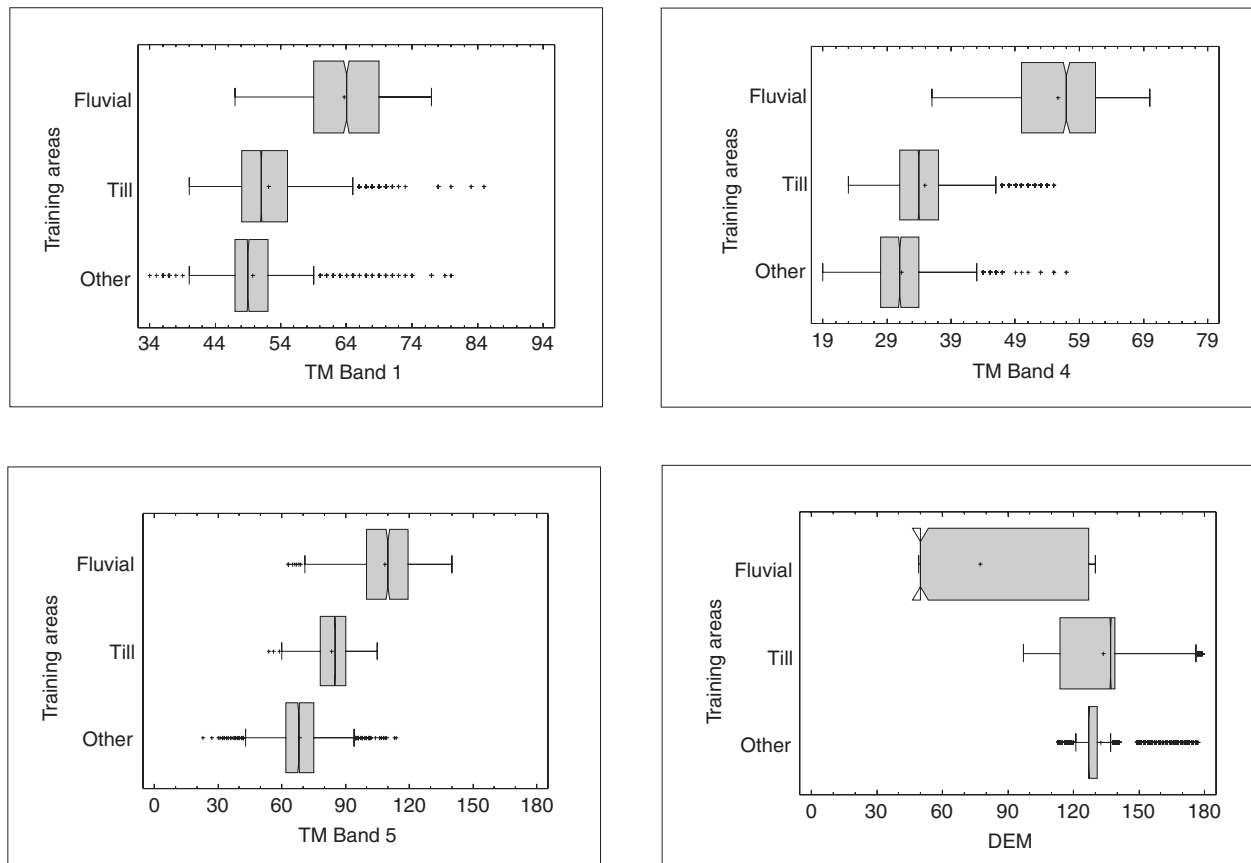 Training areas
Fluvial
Till
Other
34 44 54 64 74 84 94
TM Band 1
Training areas
Fluvial
Till
Other
19 29 39 49 59 69 79
TM Band 4
Training areas
Fluvial
Till
Other
0 30 60 90 120 150 180
TM Band 5
Training areas
Fluvial
Till
Other
0 30 60 90 120 150 180
DEM